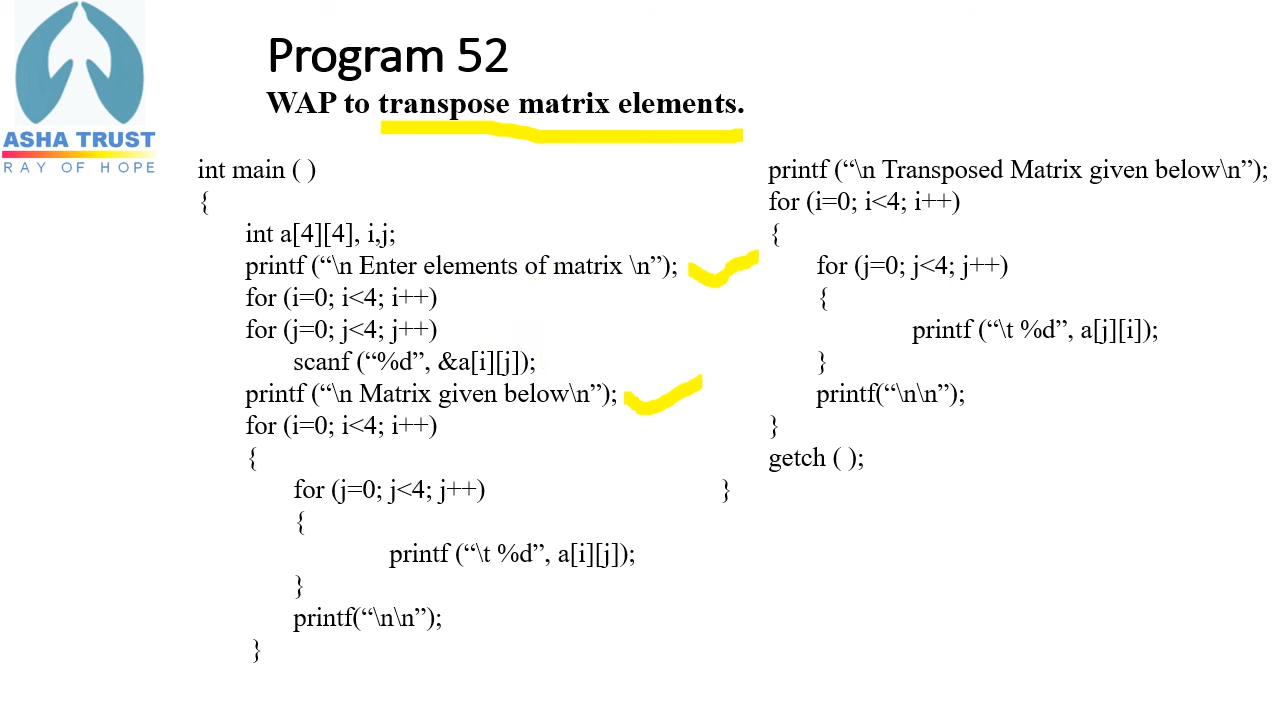 ASHA TRUST
RAY OF HOPE
Program 52
WAP to transpose matrix elements.
int main ( )
{
int a[4][4], i,j;
printf (“\n Enter elements of matrix \n”);
for (i=0; i<4; i++)
for (j=0; j<4; j++)
scanf (“%d”, &a[i][j]);
printf (“\n Matrix given below\n”);
for (i=0; i<4; i++)
{
for (j=0; j<4; j++)
{
printf (“\t %d”, a[i][j]);
}
printf(“\n\n”);
}
printf (“\n Transposed Matrix given below\n”);
for (i=0; i<4; i++)
{
for (j=0; j<4; j++)
{
printf (“\t %d”, a[j][i]);
}
printf(“\n\n”);
}
getch ( );
}